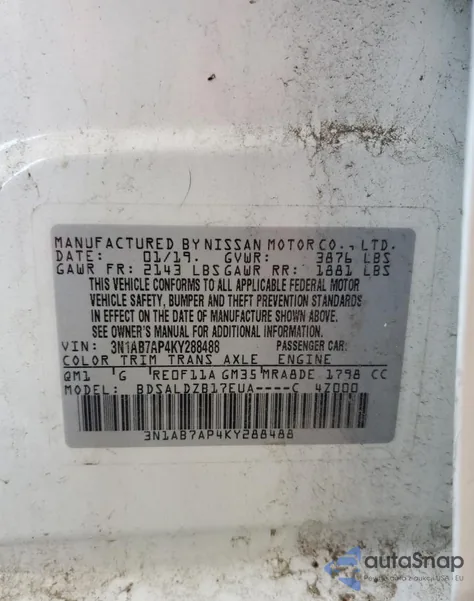 MANUFACTURED BY NISSAN MOTOR CO., LTD.
DATE: 01/19. GVWR: 3876 LBS
GAWR FR: 2143 LBS GAWR RR: 1881 LBS
THIS VEHICLE CONFORMS TO ALL APPLICABLE FEDERAL MOTOR
VEHICLE SAFETY, BUMPER AND THEFT PREVENTION STANDARDS
IN EFFECT ON THE DATE OF MANUFACTURE SHOWN ABOVE.
SEE OWNER'S MANUAL FOR ADDITIONAL INFORMATION.
VIN: 3N1AB7AP4KY288488 PASSENGER CAR
COLOR TRIM TRANS AXLE ENGINE
QM1 G RE0F11A GM35 MRA8DE 1798 CC
MODEL: BDSALDZB17EUA----C 4Z000
3N1AB7AP4KY288488
autoSnap